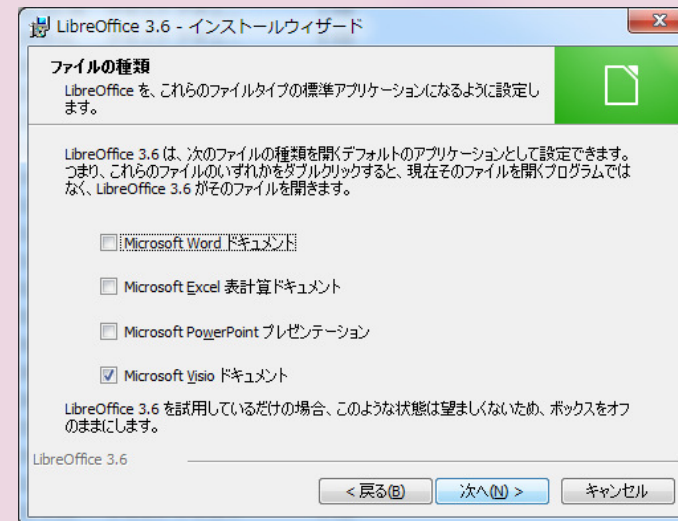 LibreOffice 3.6 - インストールウィザード
ファイルの種類
LibreOffice を、これらのファイルタイプの標準アプリケーションになるように設定し
ます。
LibreOffice 3.6 は、次のファイルの種類を開くデフォルトのアプリケーションとして設定できます。
つまり、これらのファイルのいずれかをダブルクリックすると、現在そのファイルを開くプログラムでは
なく、LibreOffice 3.6 がそのファイルを開きます。
Microsoft Word ドキュメント
Microsoft Excel 表計算ドキュメント
Microsoft PowerPoint プレゼンテーション
Microsoft Visio ドキュメント
LibreOffice 3.6 を試用しているだけの場合、このような状態は望ましくないため、ボックスをオフ
のままにします。
LibreOffice 3.6
< 戻る(B) 次へ(N) > キャンセル